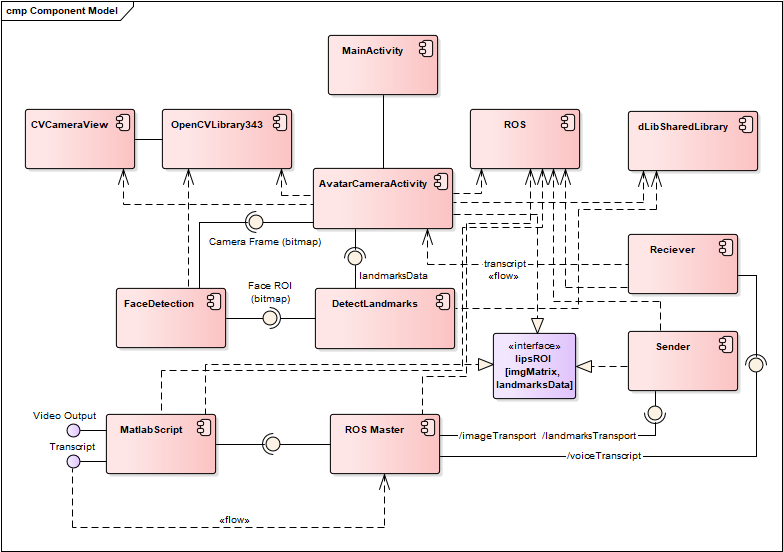 cmp Component Model
MainActivity
CVCameraView
OpenCVLibrary343
ROS
dLibSharedLibrary
AvatarCameraActivity
Camera Frame (bitmap)
Reciever
landmarksData
transcript
«flow»
Face ROI
(bitmap)
FaceDetection
DetectLandmarks
«interface»
lipsROI
[imgMatrix,
landmarksData]
Sender
Video Output
MatlabScript
ROS Master
Transcript
/imageTransport /landmarksTransport
/voiceTranscript
«flow»